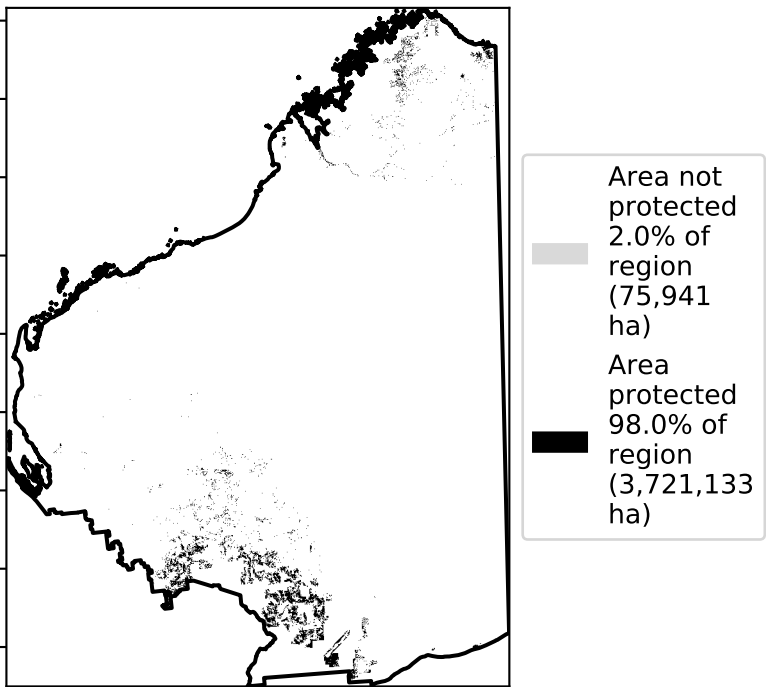 Area not
protected
2.0% of
region
(75,941
ha)
Area
protected
98.0% of
region
(3,721,133
ha)